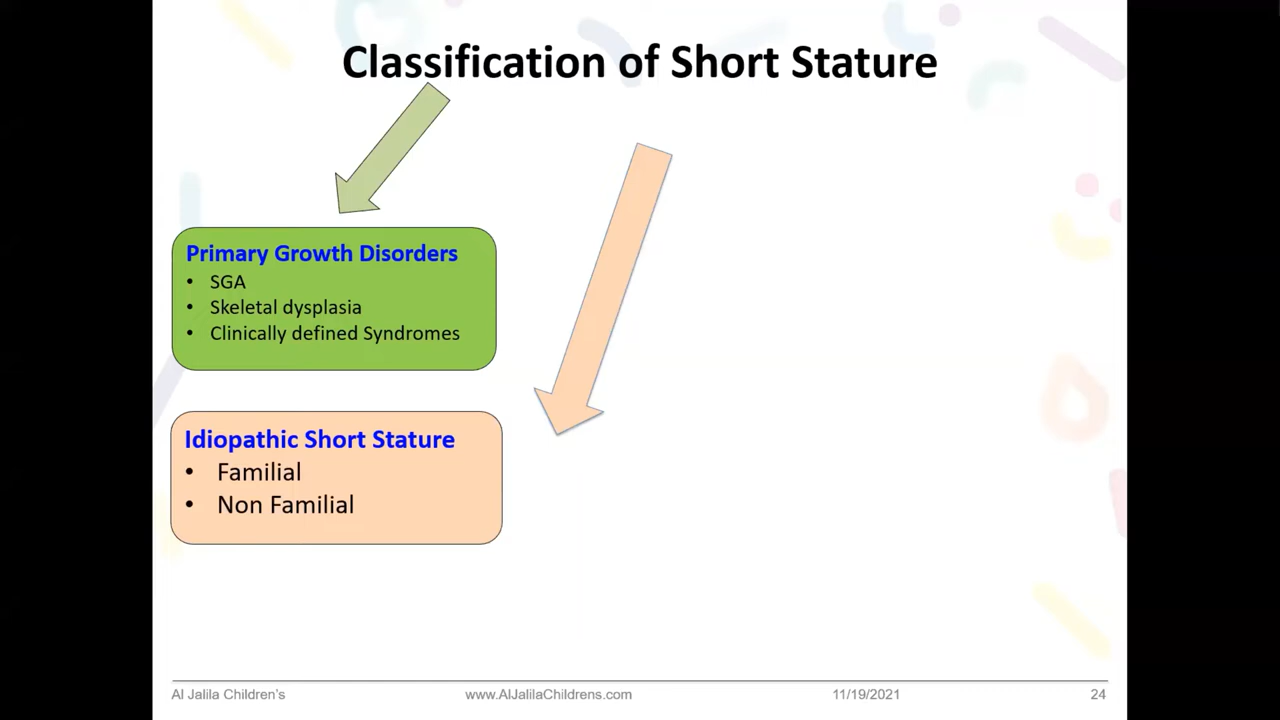 Classification of Short Stature
Primary Growth Disorders
• SGA
• Skeletal dysplasia
• Clinically defined Syndromes
Idiopathic Short Stature
• Familial
• Non Familial
Al Jalila Children's www.AlJalilaChildrens.com 11/19/2021 24